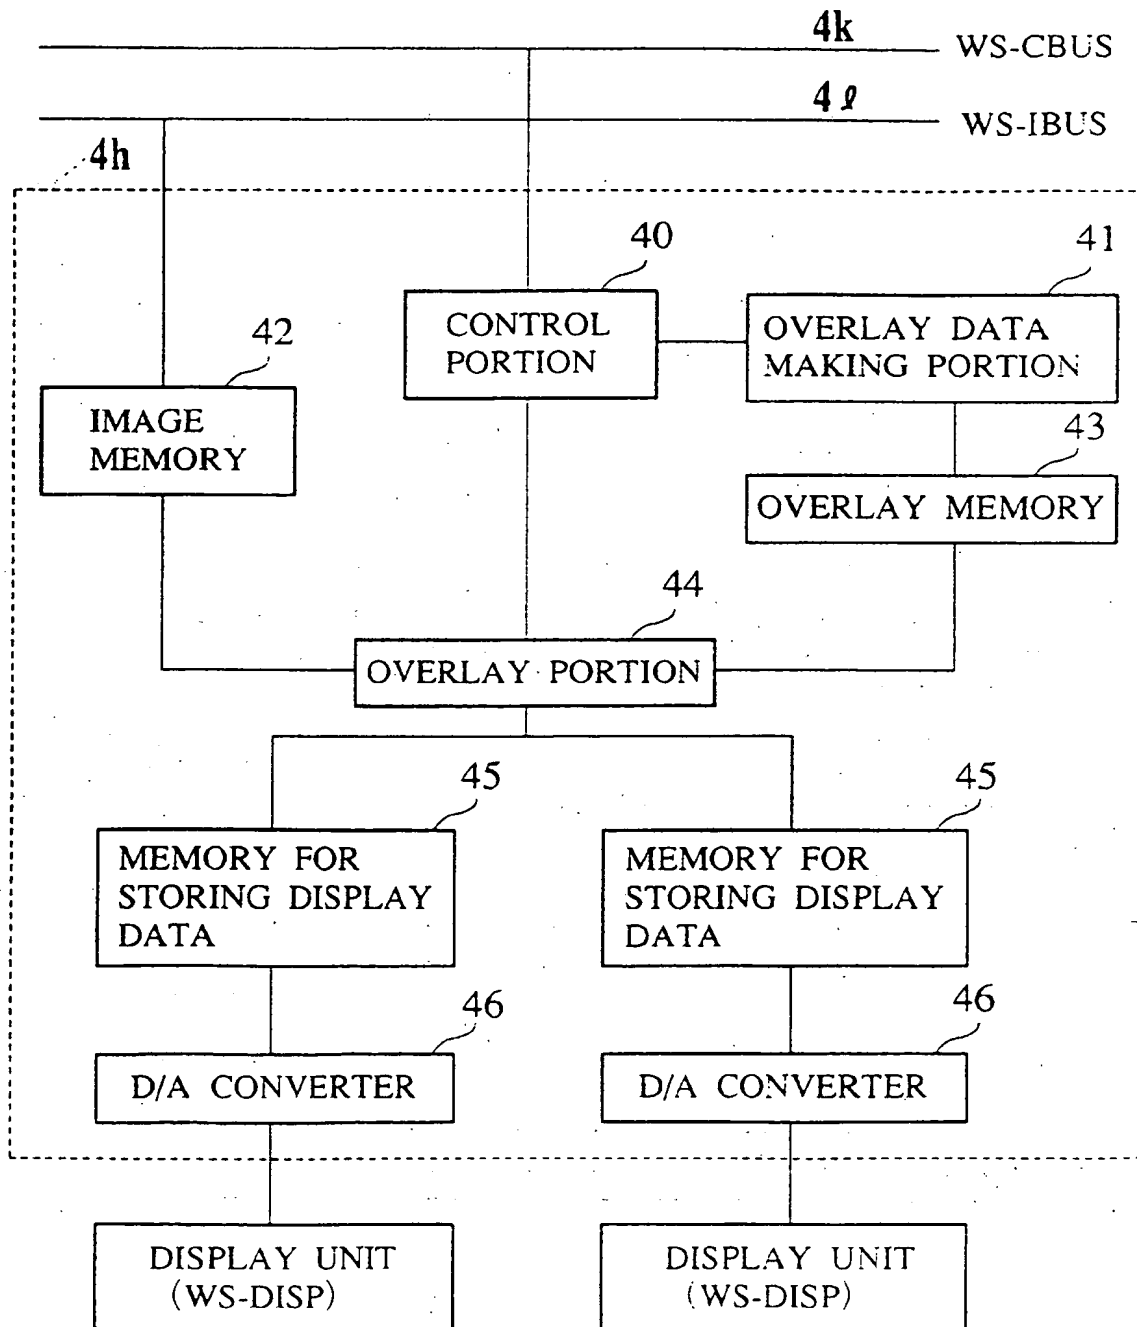 4k
WS-CBUS
4ℓ
WS-IBUS
4h
40
41
CONTROL
PORTION
OVERLAY DATA
MAKING PORTION
42
IMAGE
MEMORY
43
OVERLAY MEMORY
44
OVERLAY PORTION
45
45
MEMORY FOR
STORING DISPLAY
DATA
MEMORY FOR
STORING DISPLAY
DATA
46
46
D/A CONVERTER
D/A CONVERTER
DISPLAY UNIT
(WS-DISP)
DISPLAY UNIT
(WS-DISP)